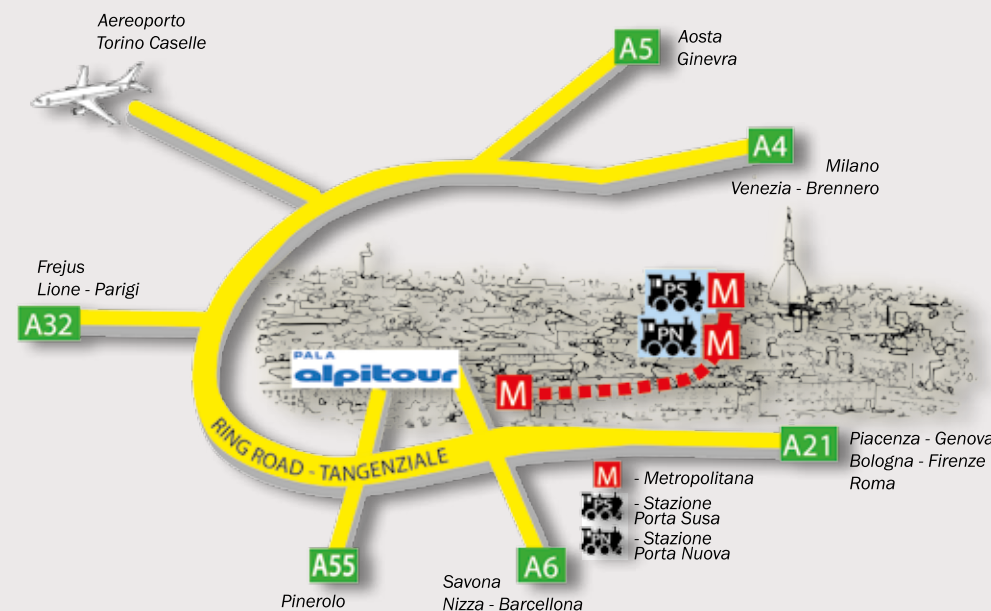 Aereoporto
Torino Caselle
A5
Aosta
Ginevra
A4
Milano
Venezia - Brennero
Frejus
Lione - Parigi
A32
PS
M
PN
M
PALA
alpitour
M
RING ROAD - TANGENZIALE
A21
Piacenza - Genova
Bologna - Firenze
Roma
M
- Metropolitana
PS
- Stazione
Porta Susa
PN
- Stazione
Porta Nuova
A55
Pinerolo
A6
Savona
Nizza - Barcellona